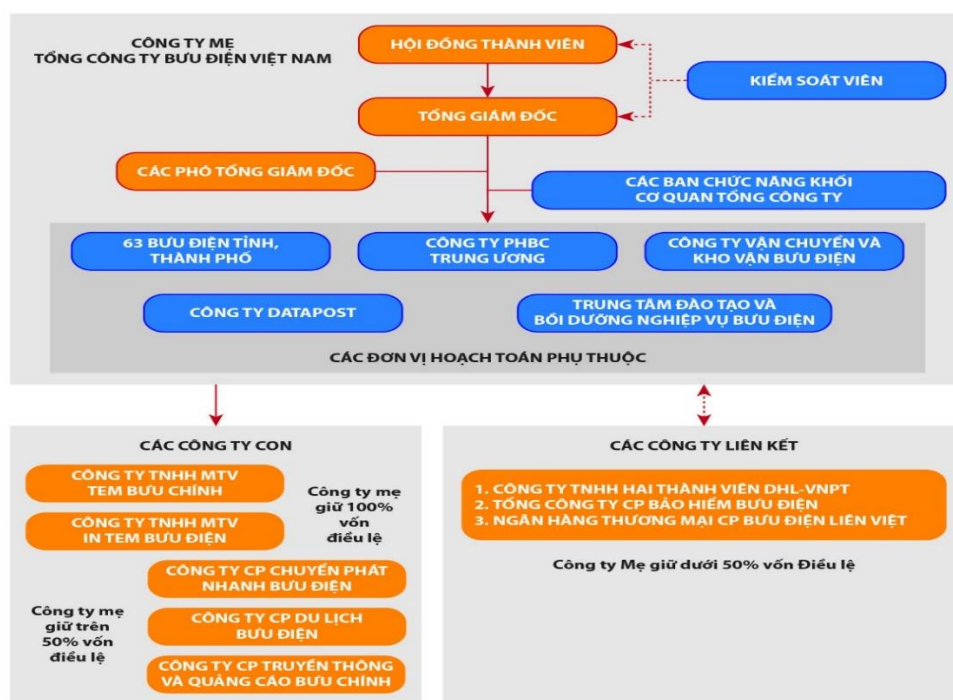 CÔNG TY MẸ
TỔNG CÔNG TY BƯU ĐIỆN VIỆT NAM
HỘI ĐỒNG THÀNH VIÊN
KIỂM SOÁT VIÊN
TỔNG GIÁM ĐỐC
CÁC PHÓ TỔNG GIÁM ĐỐC
CÁC BAN CHỨC NĂNG KHỐI
CƠ QUAN TỔNG CÔNG TY
63 BƯU ĐIỆN TỈNH,
THÀNH PHỐ
CÔNG TY PHBC
TRUNG ƯƠNG
CÔNG TY VẬN CHUYỂN VÀ
KHO VẬN BƯU ĐIỆN
CÔNG TY DATAPOST
TRUNG TÂM ĐÀO TẠO VÀ
BỒI DƯỠNG NGHIỆP VỤ BƯU ĐIỆN
CÁC ĐƠN VỊ HOẠCH TOÁN PHỤ THUỘC
CÁC CÔNG TY CON
CÔNG TY TNHH MTV
TEM BƯU CHÍNH
CÔNG TY TNHH MTV
IN TEM BƯU ĐIỆN
Công ty mẹ
giữ 100%
vốn
điều lệ
CÔNG TY CP CHUYỂN PHÁT
NHANH BƯU ĐIỆN
CÔNG TY CP DU LỊCH
BƯU ĐIỆN
CÔNG TY CP TRUYỀN THÔNG
VÀ QUẢNG CÁO BƯU CHÍNH
Công ty mẹ
giữ trên
50% vốn
điều lệ
CÁC CÔNG TY LIÊN KẾT
1. CÔNG TY TNHH HAI THÀNH VIÊN DHL-VNPT
2. TỔNG CÔNG TY CP BẢO HIỂM BƯU ĐIỆN
3. NGÂN HÀNG THƯƠNG MẠI CP BƯU ĐIỆN LIÊN VIỆT
Công ty Mẹ giữ dưới 50% vốn Điều lệ